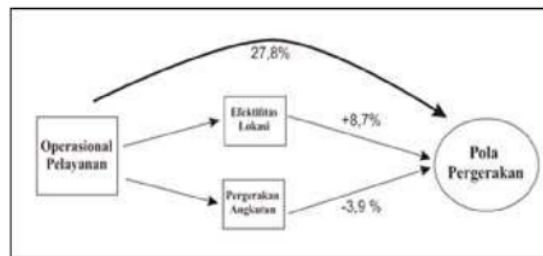 27,8%
Efektifitas
Lokasi
+8,7%
Operasional
Pelayanan
Pola
Pergerakan
Pergerakan
Angkutan
-3,9 %